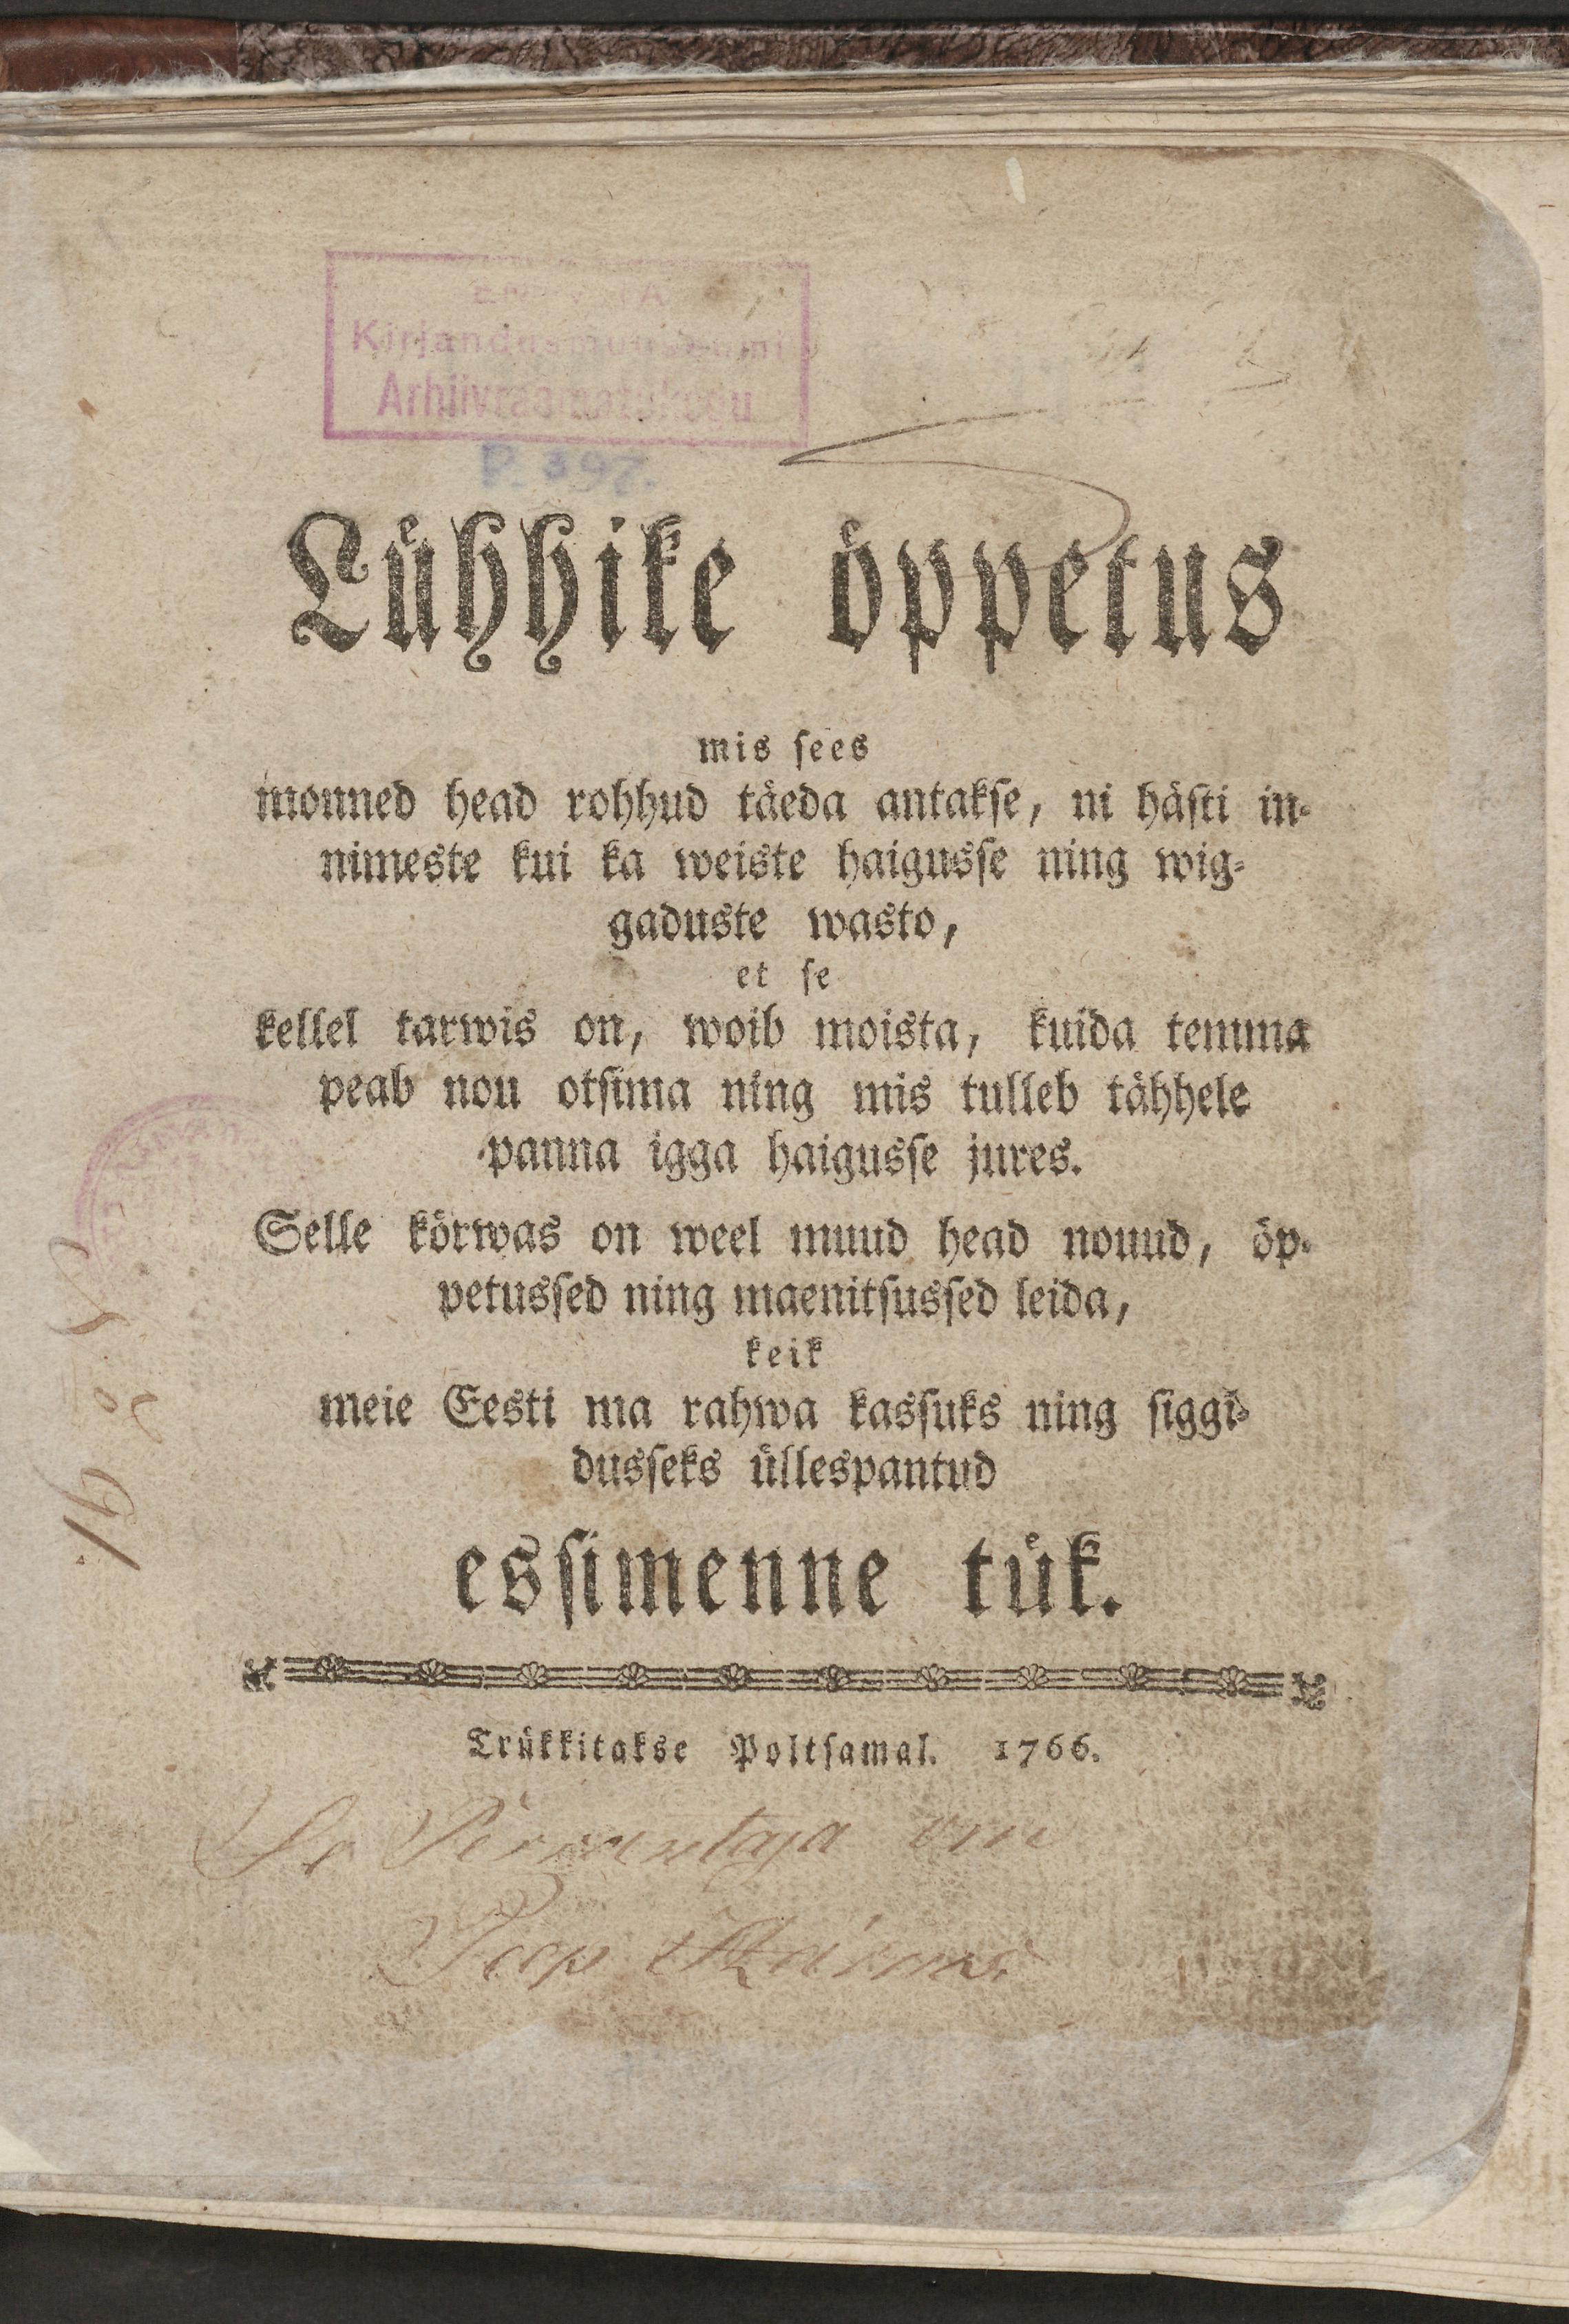 Kirjandusmuuseumi
Arhiivraamatukogu
P. 397.
Lühhike öppetus
mis sees
monned head rohhud täeda antakse, ni hästi in-
nimeste kui ka weiste haigusse ning wig-
gaduste wasto,
et se
kellel tarwis on, woib moista, kuida temma
peab nou otsima ning mis tulleb tähhele
panna igga haigusse jures.
Selle körwas on weel muud head nouud, öp-
petussed ning maenitsussed leida,
keik
meie Eesti ma rahwa kassuks ning siggi-
dusseks üllespantud
essimenne tük.
Trükkitakse Poltsamal. 1766.